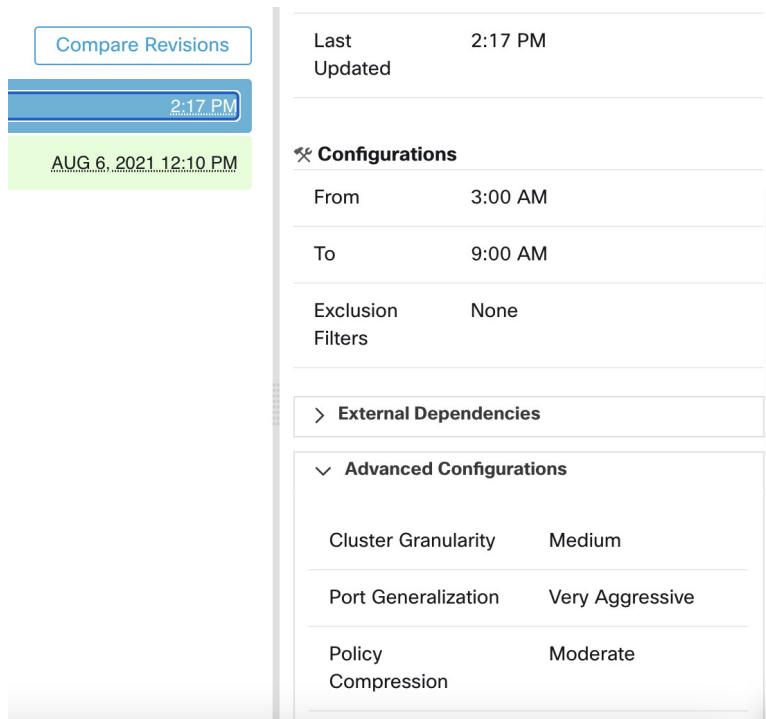 Compare Revisions
2:17 PM
AUG 6, 2021 12:10 PM
Last Updated 2:17 PM
Configurations
From 3:00 AM
To 9:00 AM
Exclusion Filters None
External Dependencies
Advanced Configurations
Cluster Granularity Medium
Port Generalization Very Aggressive
Policy Compression Moderate